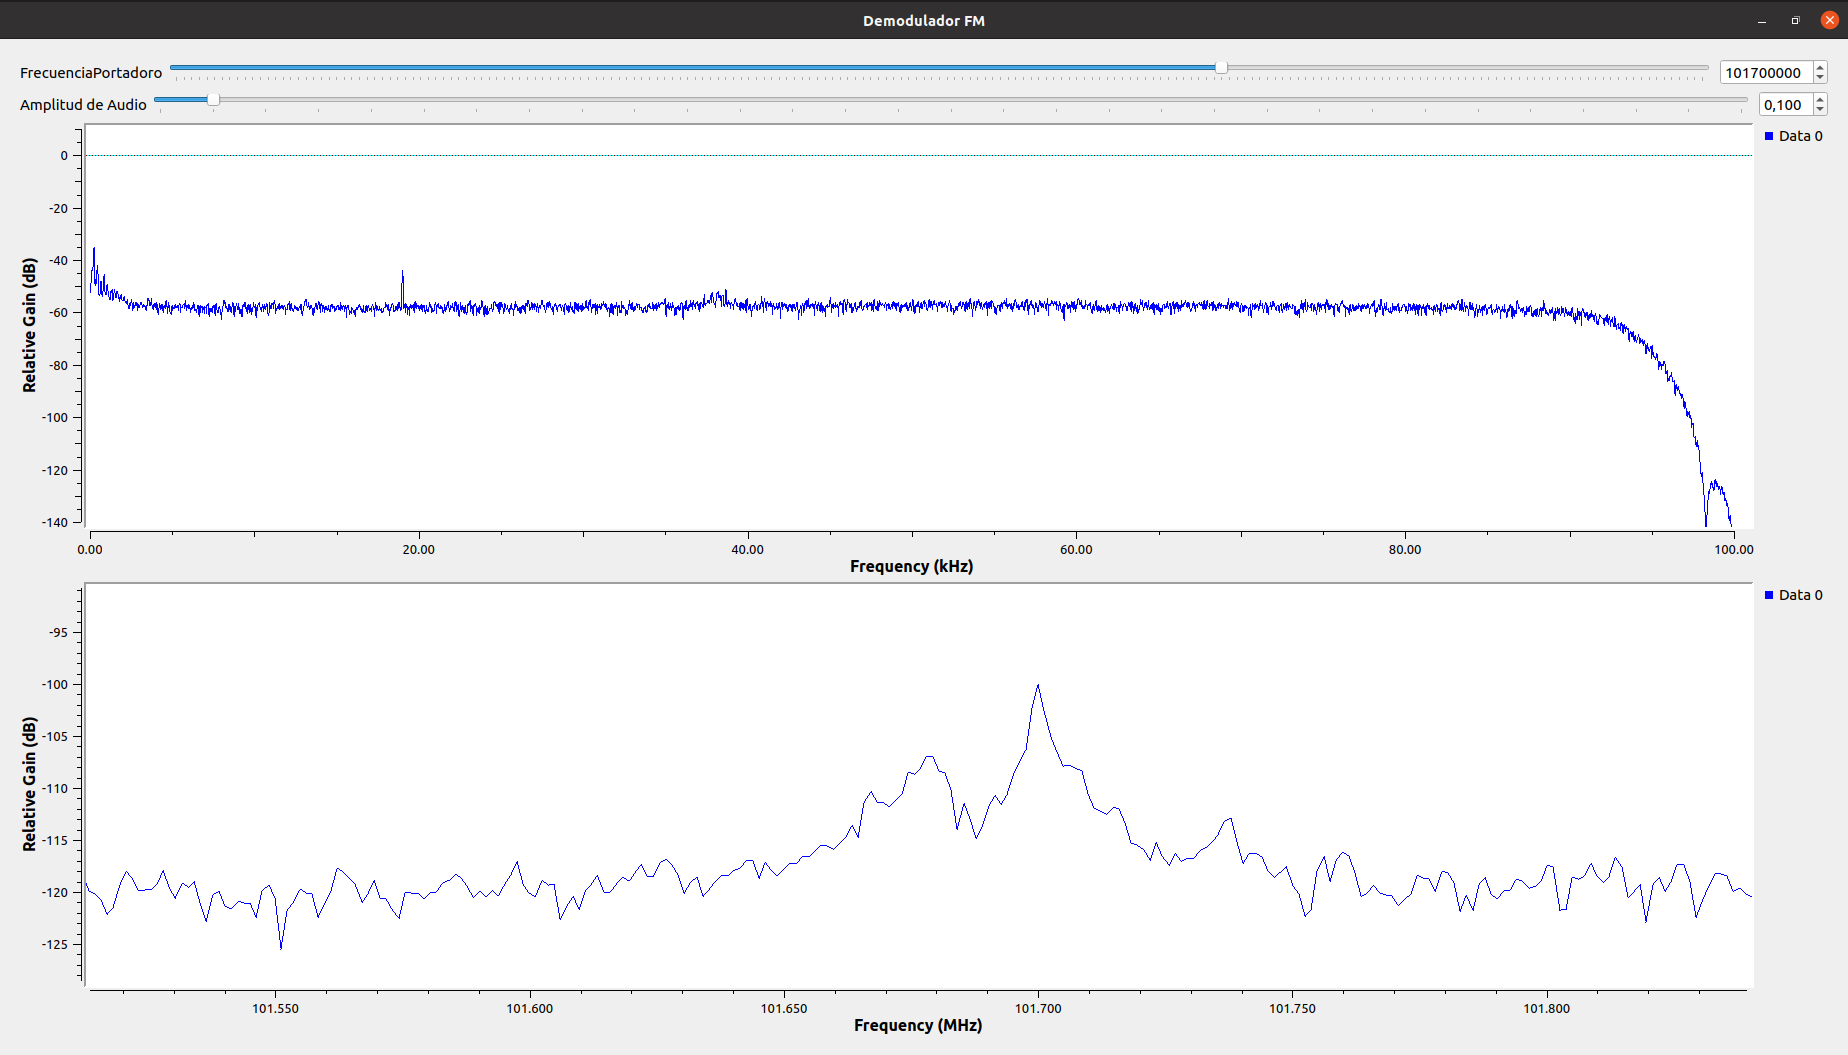 Demodulador FM
FrecuenciaPortadoro
101700000
Amplitud de Audio
0,100
Data 0
0
-20
-40
-60
-80
-100
-120
-140
Relative Gain (dB)
0.00 20.00 40.00 60.00 80.00 100.00
Frequency (kHz)
Data 0
-95
-100
-105
-110
-115
-120
-125
Relative Gain (dB)
101.550 101.600 101.650 101.700 101.750 101.800
Frequency (MHz)